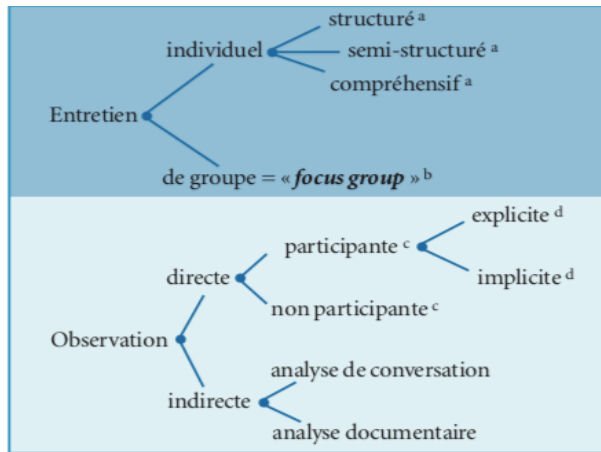 structuré a
individuel
semi-structuré a
compréhensif a
Entretien
de groupe = « focus group » b
explicite d
participante c
directe
implicite d
non participante c
Observation
analyse de conversation
indirecte
analyse documentaire